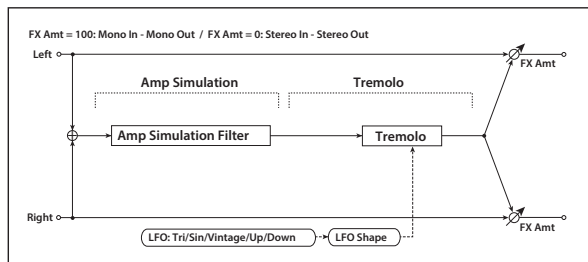 FX Amt = 100: Mono In - Mono Out / FX Amt = 0: Stereo In - Stereo Out
Left
FX Amt
Amp Simulation
Tremolo
Amp Simulation Filter
Tremolo
Right
FX Amt
LFO: Tri/Sin/Vintage/Up/Down
LFO Shape